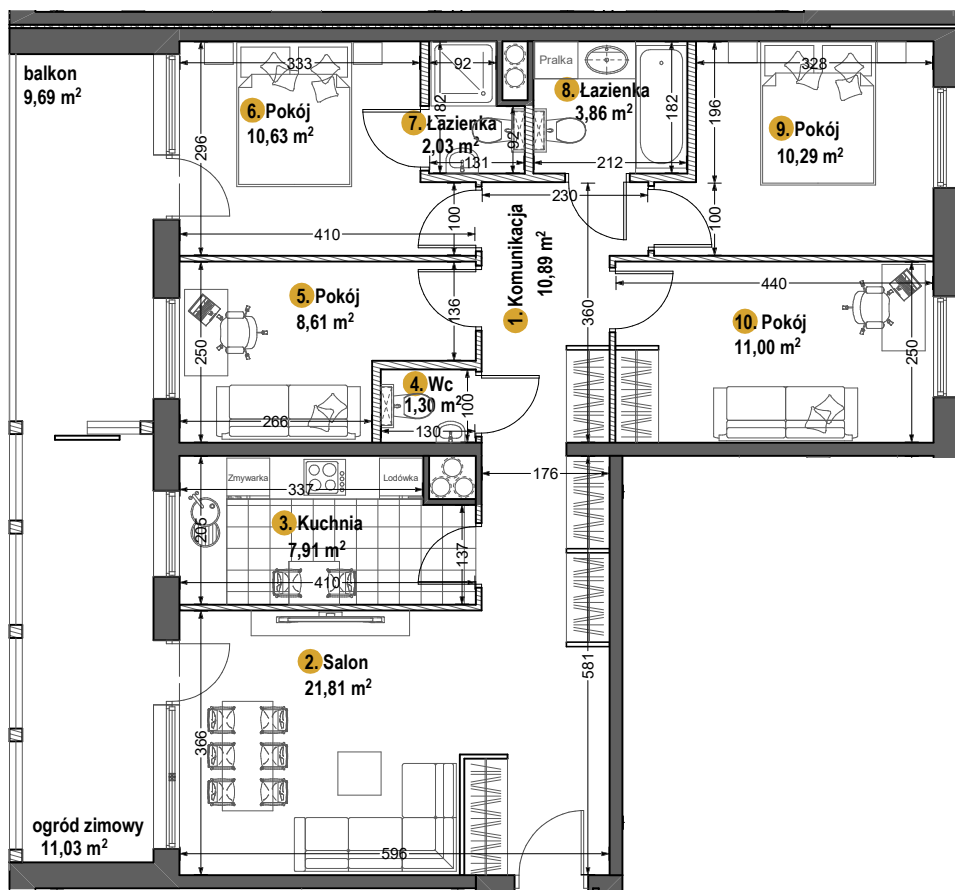 balkon
9,69 m²
333
6. Pokój
10,63 m²
296
410
100
92
182
7. Łazienka
2,03 m²
92
131
Pralka
8. Łazienka
3,86 m²
182
212
328
196
9. Pokój
10,29 m²
100
230
1. Komunikacja
10,89 m²
360
5. Pokój
8,61 m²
136
250
266
4. Wc
1,30 m²
100
130
440
10. Pokój
11,00 m²
250
176
Zmywarka
Lodówka
337
205
3. Kuchnia
7,91 m²
137
410
2. Salon
21,81 m²
581
366
596
ogród zimowy
11,03 m²